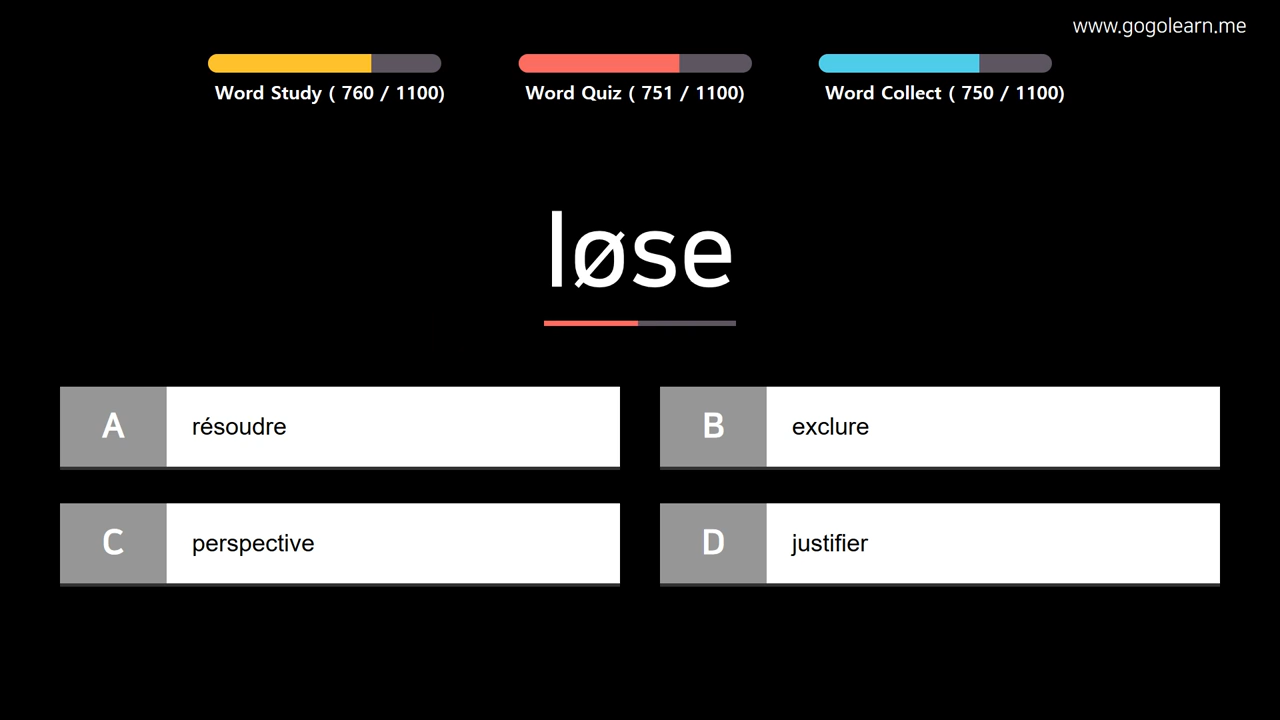 www.gogolearn.me
Word Study ( 760 / 1100)
Word Quiz ( 751 / 1100)
Word Collect ( 750 / 1100)
løse
A
résoudre
B
exclure
C
perspective
D
justifier